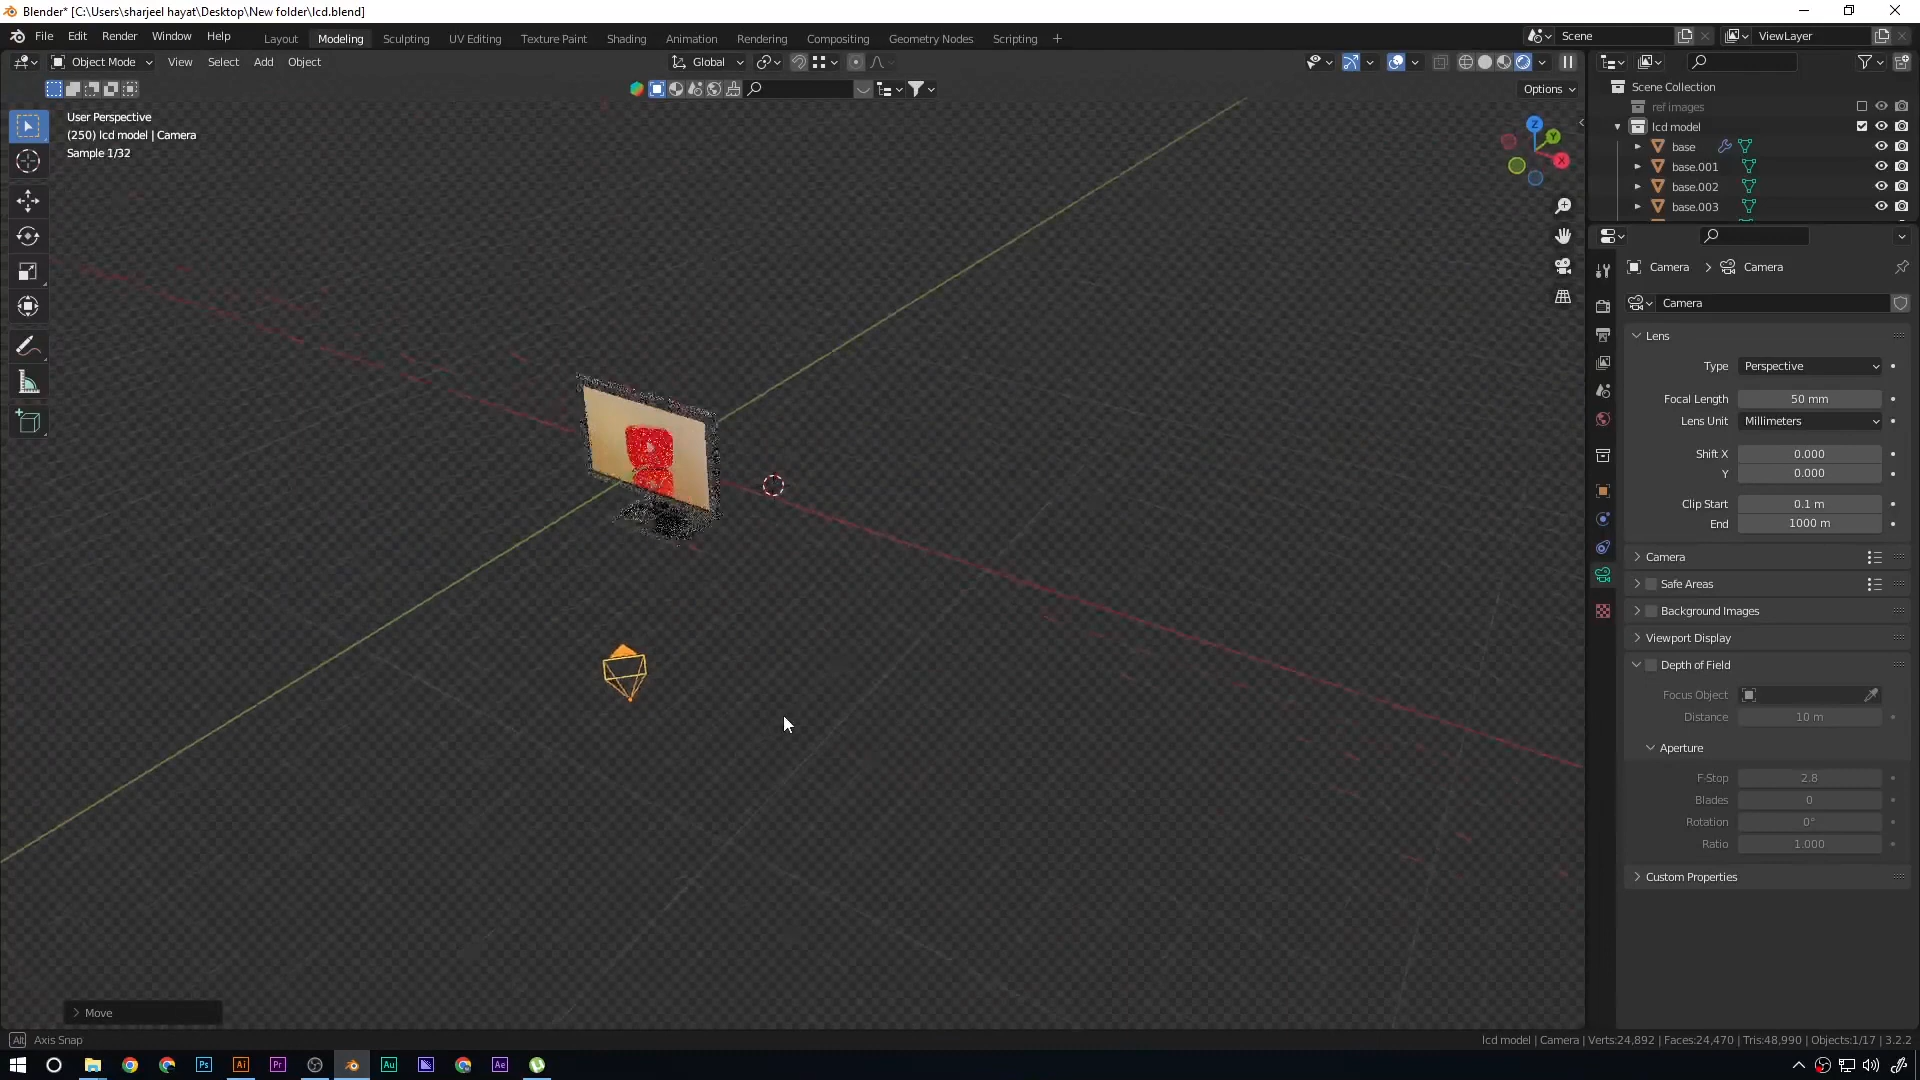 Blender* [C:\Users\sharjeel hayat\Desktop\New folder\lcd.blend]
File Edit Render Window Help
Layout Modeling Sculpting UV Editing Texture Paint Shading Animation Rendering Compositing Geometry Nodes Scripting +
Scene
ViewLayer
Object Mode View Select Add Object
Global
Options
User Perspective
(250) lcd model | Camera
Sample 1/32
Z
Y
X
Scene Collection
ref images
lcd model
base
base.001
base.002
base.003
Camera > Camera
Camera
Lens
Type Perspective
Focal Length 50 mm
Lens Unit Millimeters
Shift X 0.000
Y 0.000
Clip Start 0.1 m
End 1000 m
Camera
Safe Areas
Background Images
Viewport Display
Depth of Field
Focus Object
Distance 10 m
Aperture
F-Stop 2.8
Blades 0
Rotation 0°
Ratio 1.000
Custom Properties
> Move
Alt Axis Snap
lcd model | Camera | Verts:24,892 | Faces:24,470 | Tris:48,990 | Objects:1/17 | 3.2.2
Ps Ai Pr Au Ae